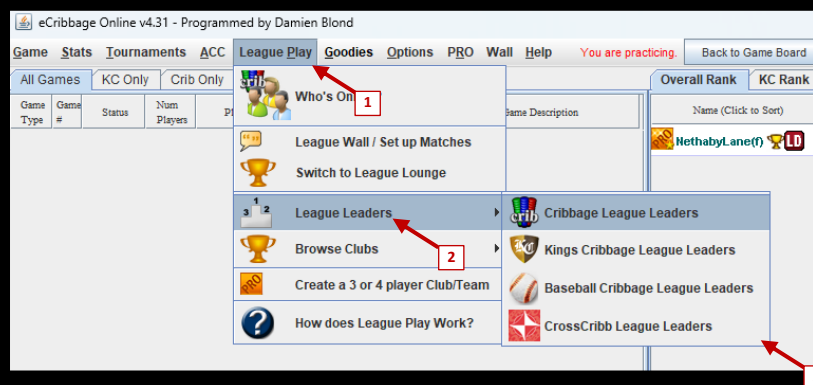 eCribbage Online v4.31 - Programmed by Damien Blond
Game Stats Tournaments ACC League Play Goodies Options PRO Wall Help You are practicing. Back to Game Board
All Games KC Only Crib Only Overall Rank KC Rank
Game Type Game # Status Num Players Game Description Name (Click to Sort)
Who's On
1
NethabyLane(f) LD
League Wall / Set up Matches
Switch to League Lounge
League Leaders
2
Browse Clubs
Create a 3 or 4 player Club/Team
How does League Play Work?
Cribbage League Leaders
Kings Cribbage League Leaders
Baseball Cribbage League Leaders
CrossCribb League Leaders